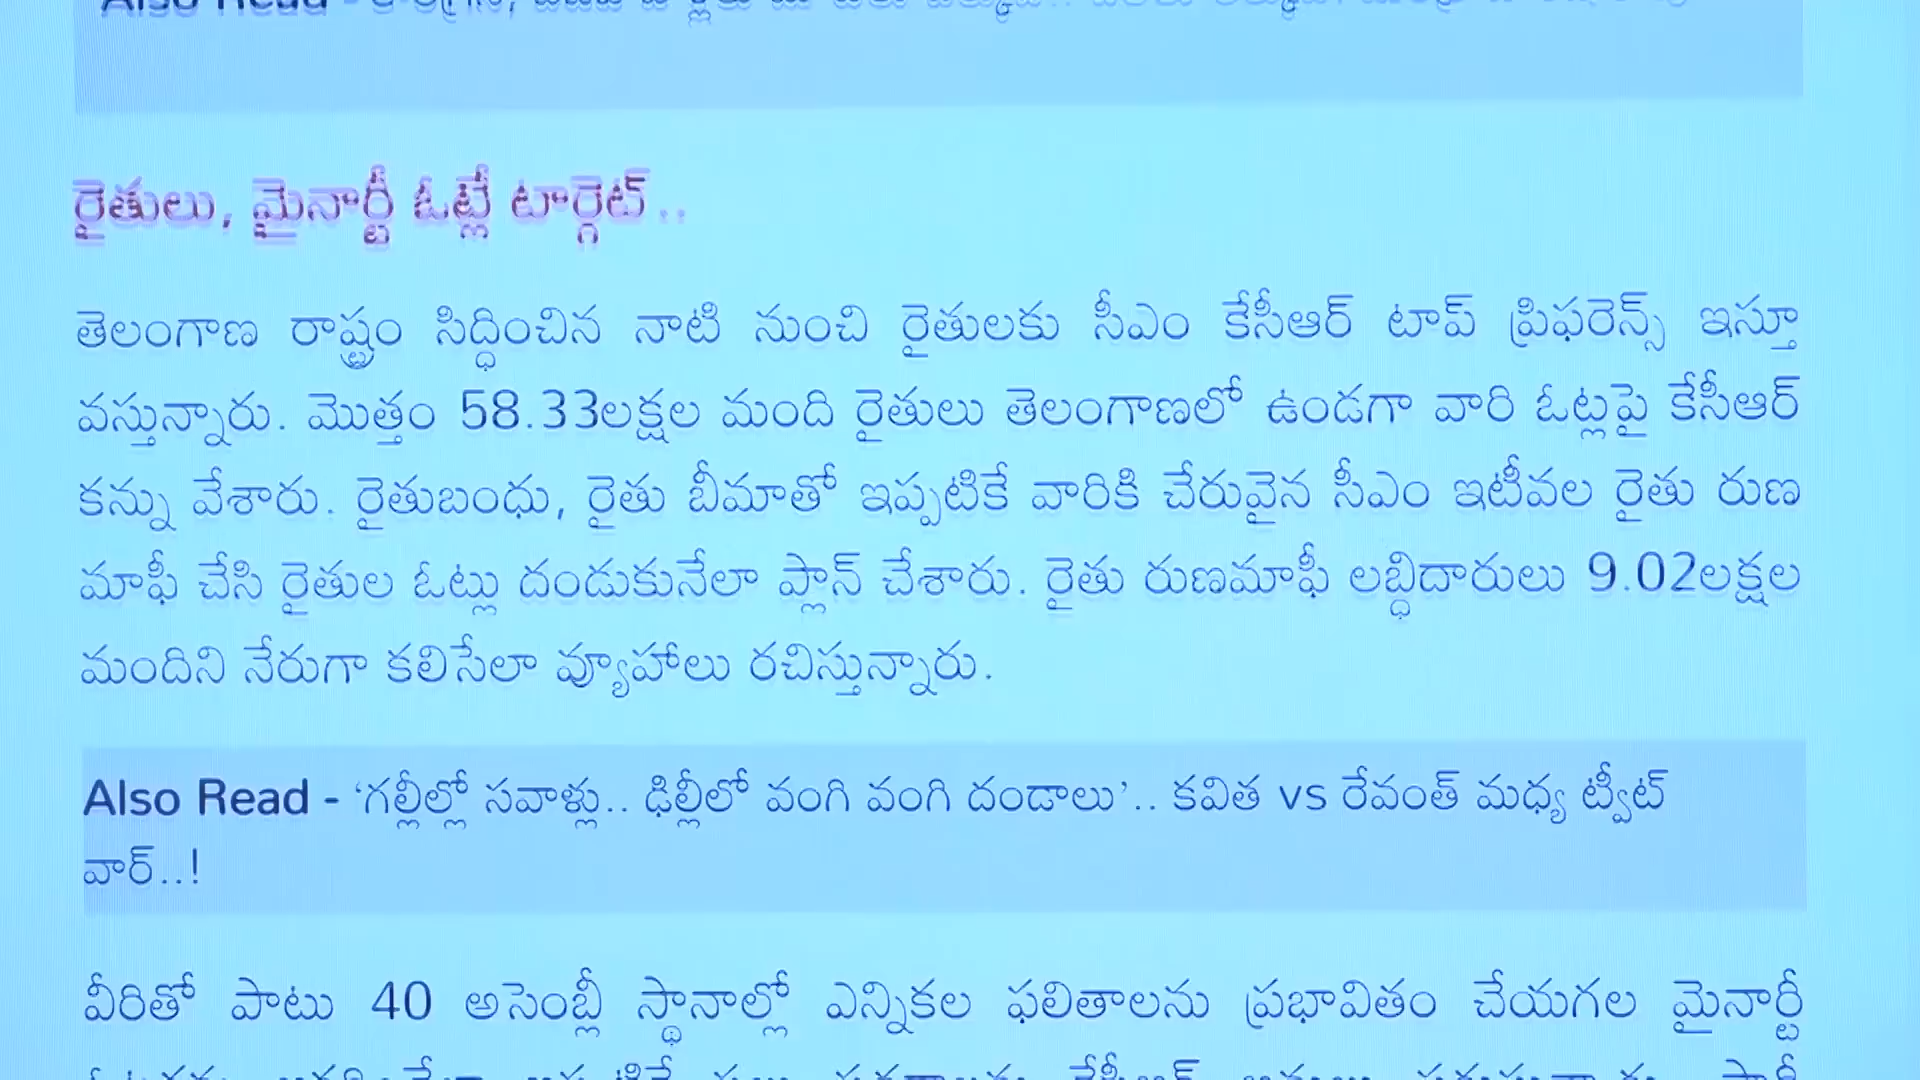 Also Read -
రైతులు, మైనార్టీ ఓట్లే టార్గెట్..
తెలంగాణ రాష్ట్రం సిద్ధించిన నాటి నుంచి రైతులకు సీఎం కేసీఆర్ టాప్ ప్రిఫరెన్స్ ఇస్తూ
వస్తున్నారు. మొత్తం 58.33లక్షల మంది రైతులు తెలంగాణలో ఉండగా వారి ఓట్లపై కేసీఆర్
కన్ను వేశారు. రైతుబంధు, రైతు బీమాతో ఇప్పటికే వారికి చేరువైన సీఎం ఇటీవల రైతు రుణ
మాఫీ చేసి రైతుల ఓట్లు దండుకునేలా ప్లాన్ చేశారు. రైతు రుణమాఫీ లబ్ధిదారులు 9.02లక్షల
మందిని నేరుగా కలిసేలా వ్యూహాలు రచిస్తున్నారు.
Also Read - 'గల్లీల్లో సవాళ్లు.. ఢిల్లీలో వంగి వంగి దండాలు'.. కవిత vs రేవంత్ మధ్య ట్వీట్
వార్..!
వీరితో పాటు 40 అసెంబ్లీ స్థానాల్లో ఎన్నికల ఫలితాలను ప్రభావితం చేయగల మైనార్టీ